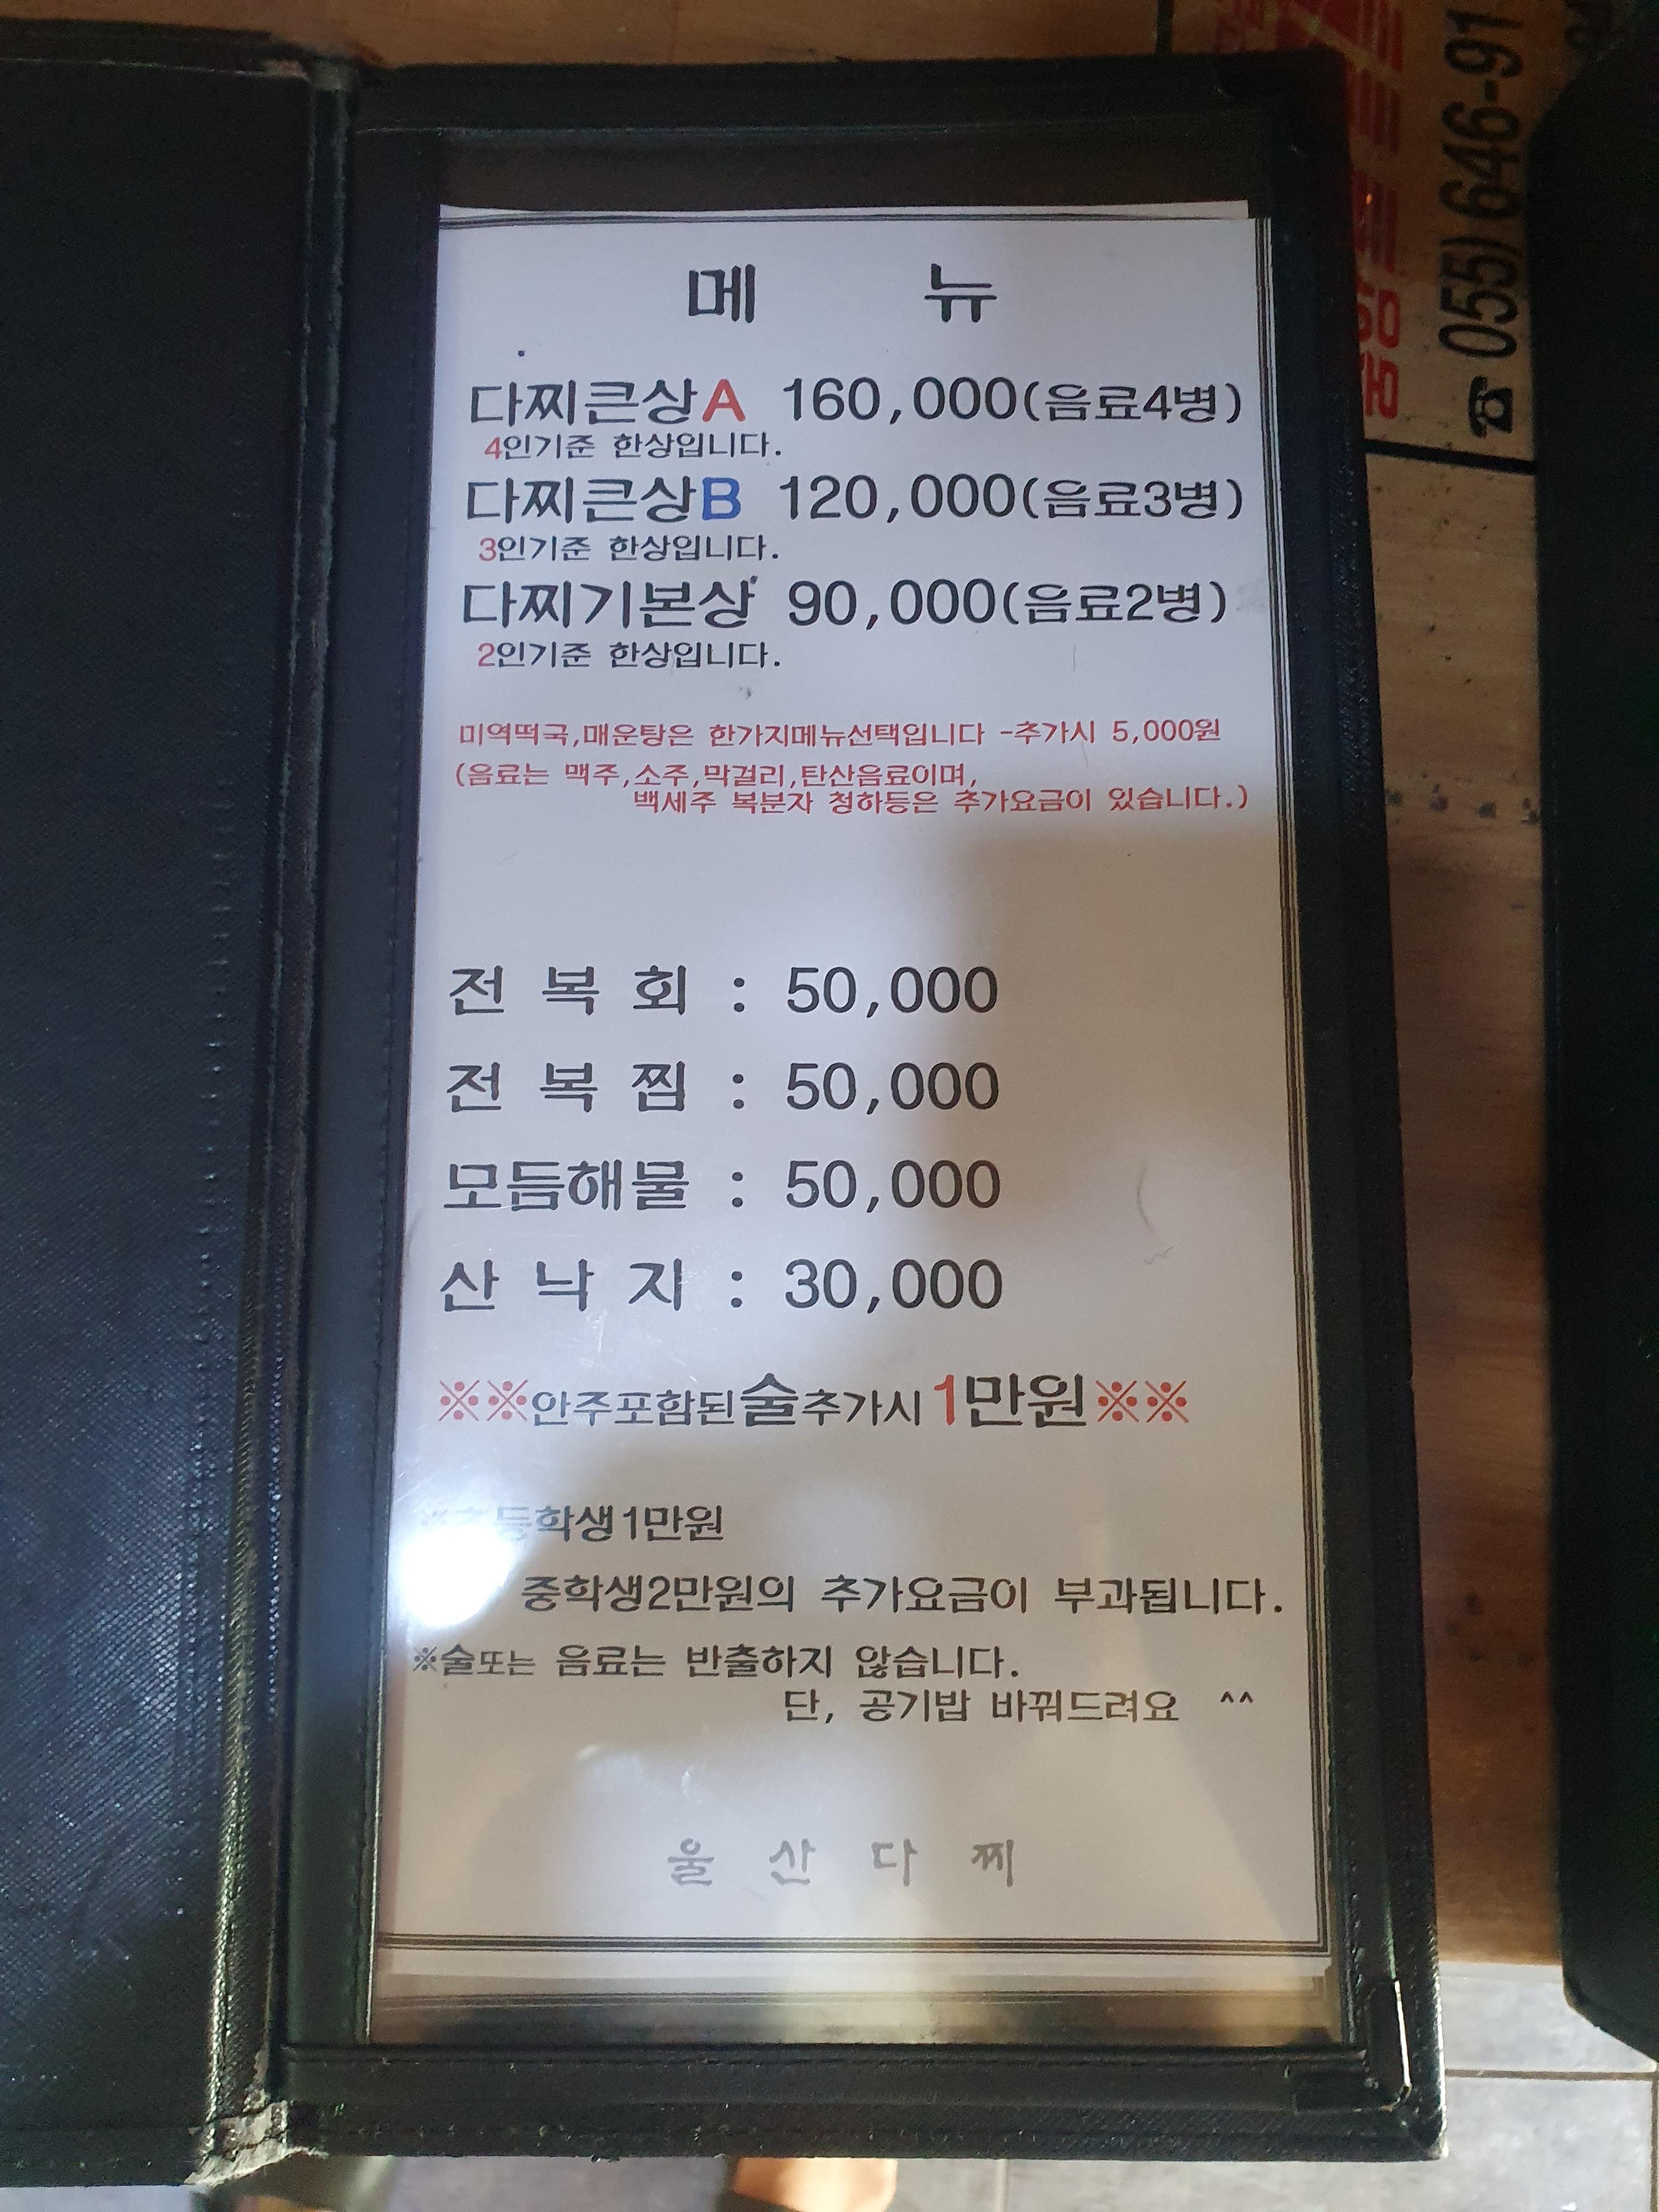 메 뉴
다찌큰상A 160,000(음료4병)
4인기준 한상입니다.
다찌큰상B 120,000(음료3병)
3인기준 한상입니다.
다찌기본상 90,000(음료2병)
2인기준 한상입니다.
미역떡국,매운탕은 한가지메뉴선택입니다 -추가시 5,000원
(음료는 맥주,소주,막걸리,탄산음료이며,
백세주 복분자 청하등은 추가요금이 있습니다.)
전 복 회 : 50,000
전 복 찜 : 50,000
모듬해물 : 50,000
산 낙 지 : 30,000
※※안주포함된술추가시1만원※※
등학생1만원
중학생2만원의 추가요금이 부과됩니다.
※술또는 음료는 반출하지 않습니다.
단, 공기밥 바꿔드려요 ^^
울 산 다 찌
☎ 055) 646-91